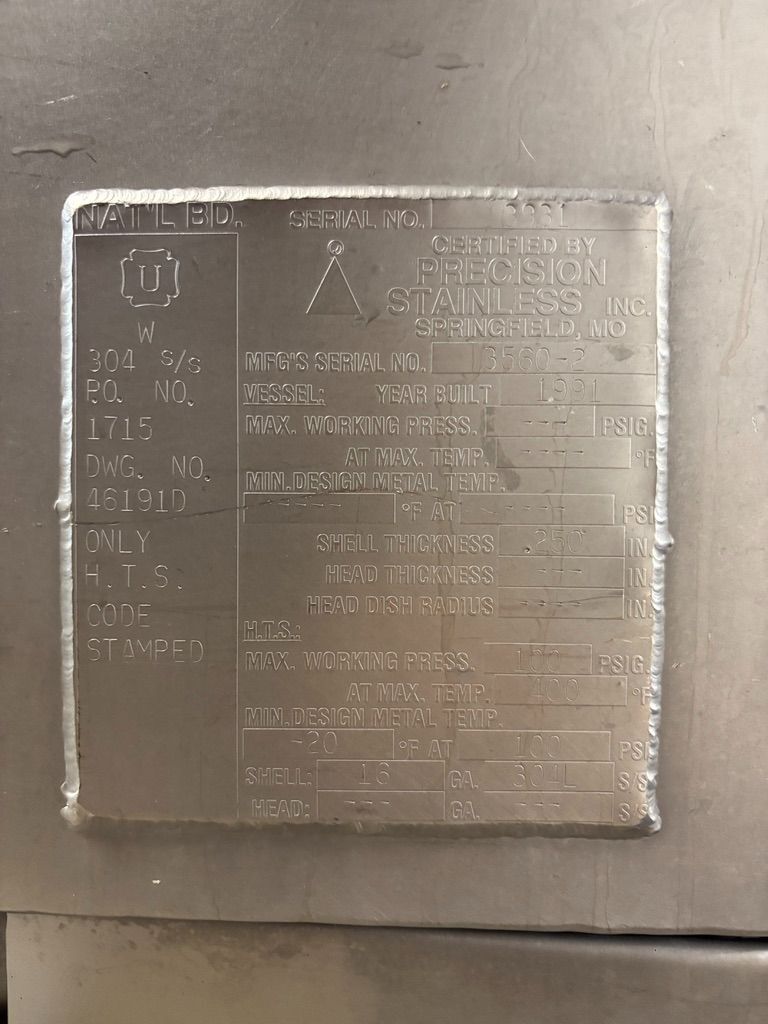 NAT'L BD. SERIAL NO. 3931
U
W
304 S/S
P.O. NO.
1715
DWG. NO.
46191D
ONLY
H.T.S.
CODE
STAMPED
CERTIFIED BY
PRECISION
STAINLESS INC.
SPRINGFIELD, MO
MFG'S SERIAL NO. 3560-2
VESSEL: YEAR BUILT 1991
MAX. WORKING PRESS. --- PSIG.
AT MAX. TEMP. ---- °F
MIN. DESIGN METAL TEMP.
---- °F AT ---- PSI
SHELL THICKNESS .250 IN.
HEAD THICKNESS --- IN.
HEAD DISH RADIUS ---- IN.
H.T.S.:
MAX. WORKING PRESS. 100 PSIG.
AT MAX. TEMP. 400 °F
MIN. DESIGN METAL TEMP.
-20 °F AT 100 PSI
SHELL: 16 GA. 304L S/S
HEAD: --- GA. --- S/S